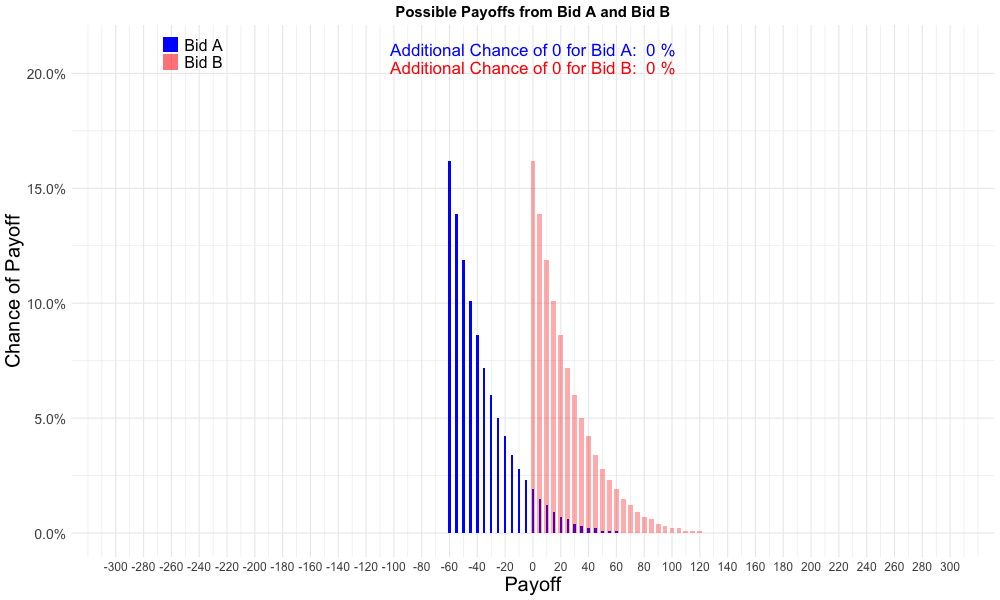 Possible Payoffs from Bid A and Bid B
Bid A
Bid B
Additional Chance of 0 for Bid A:  0 %
Additional Chance of 0 for Bid B:  0 %
Chance of Payoff
20.0%
15.0%
10.0%
5.0%
0.0%
-300 -280 -260 -240 -220 -200 -180 -160 -140 -120 -100 -80 -60 -40 -20 0 20 40 60 80 100 120 140 160 180 200 220 240 260 280 300
Payoff